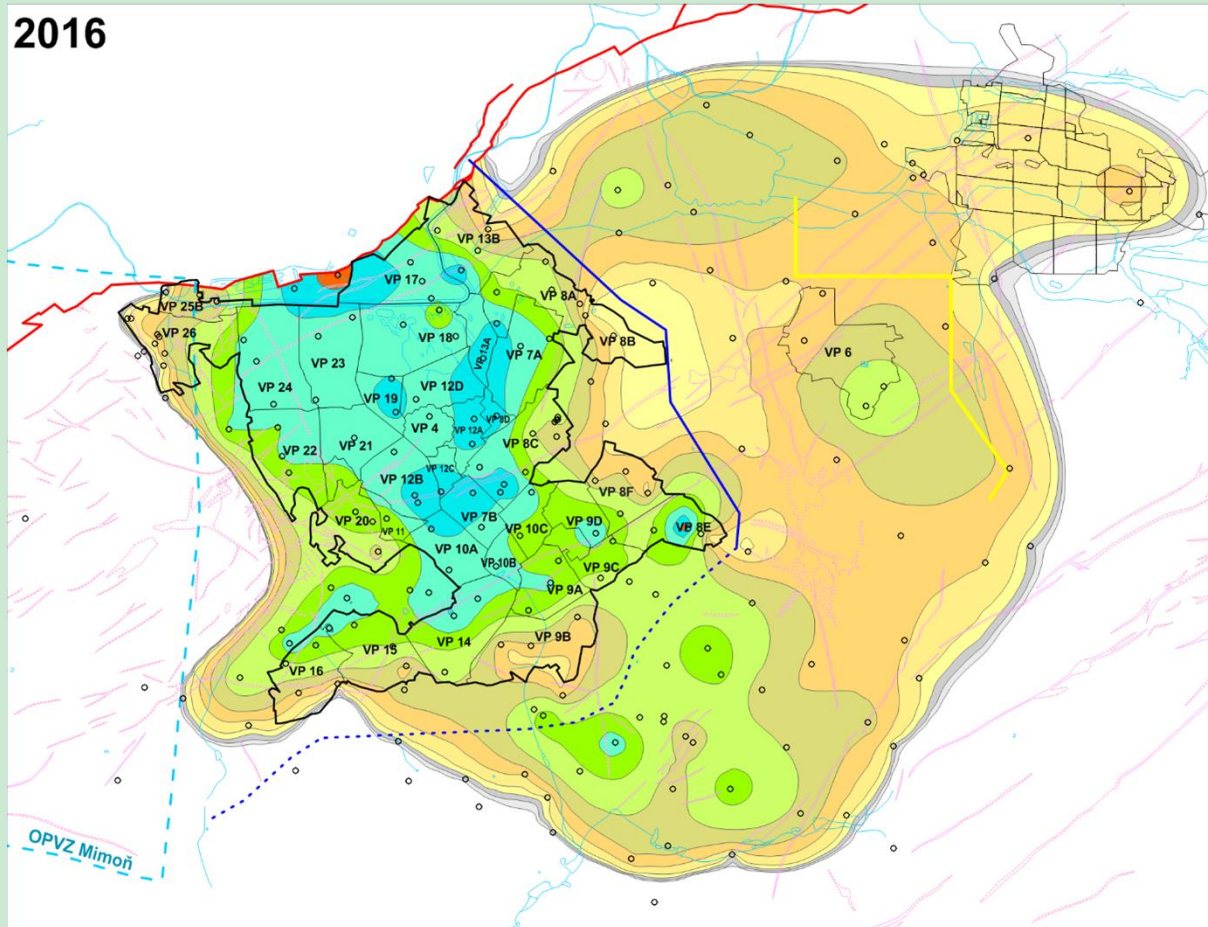 2016
VP 13B
VP 17
VP 25B
VP 8A
VP 26
VP 18
VP 8B
VP 23
VP 13A
VP 7A
VP 6
VP 24
VP 19
VP 12D
VP 4
VP 8D
VP 12A
VP 21
VP 8C
VP 22
VP 12C
VP 12B
VP 8F
VP 7B
VP 20
VP 11
VP 10C
VP 9D
VP 8E
VP 10A
VP 10B
VP 9C
VP 9A
VP 9B
VP 14
VP 15
VP 16
OPVZ Mimoň